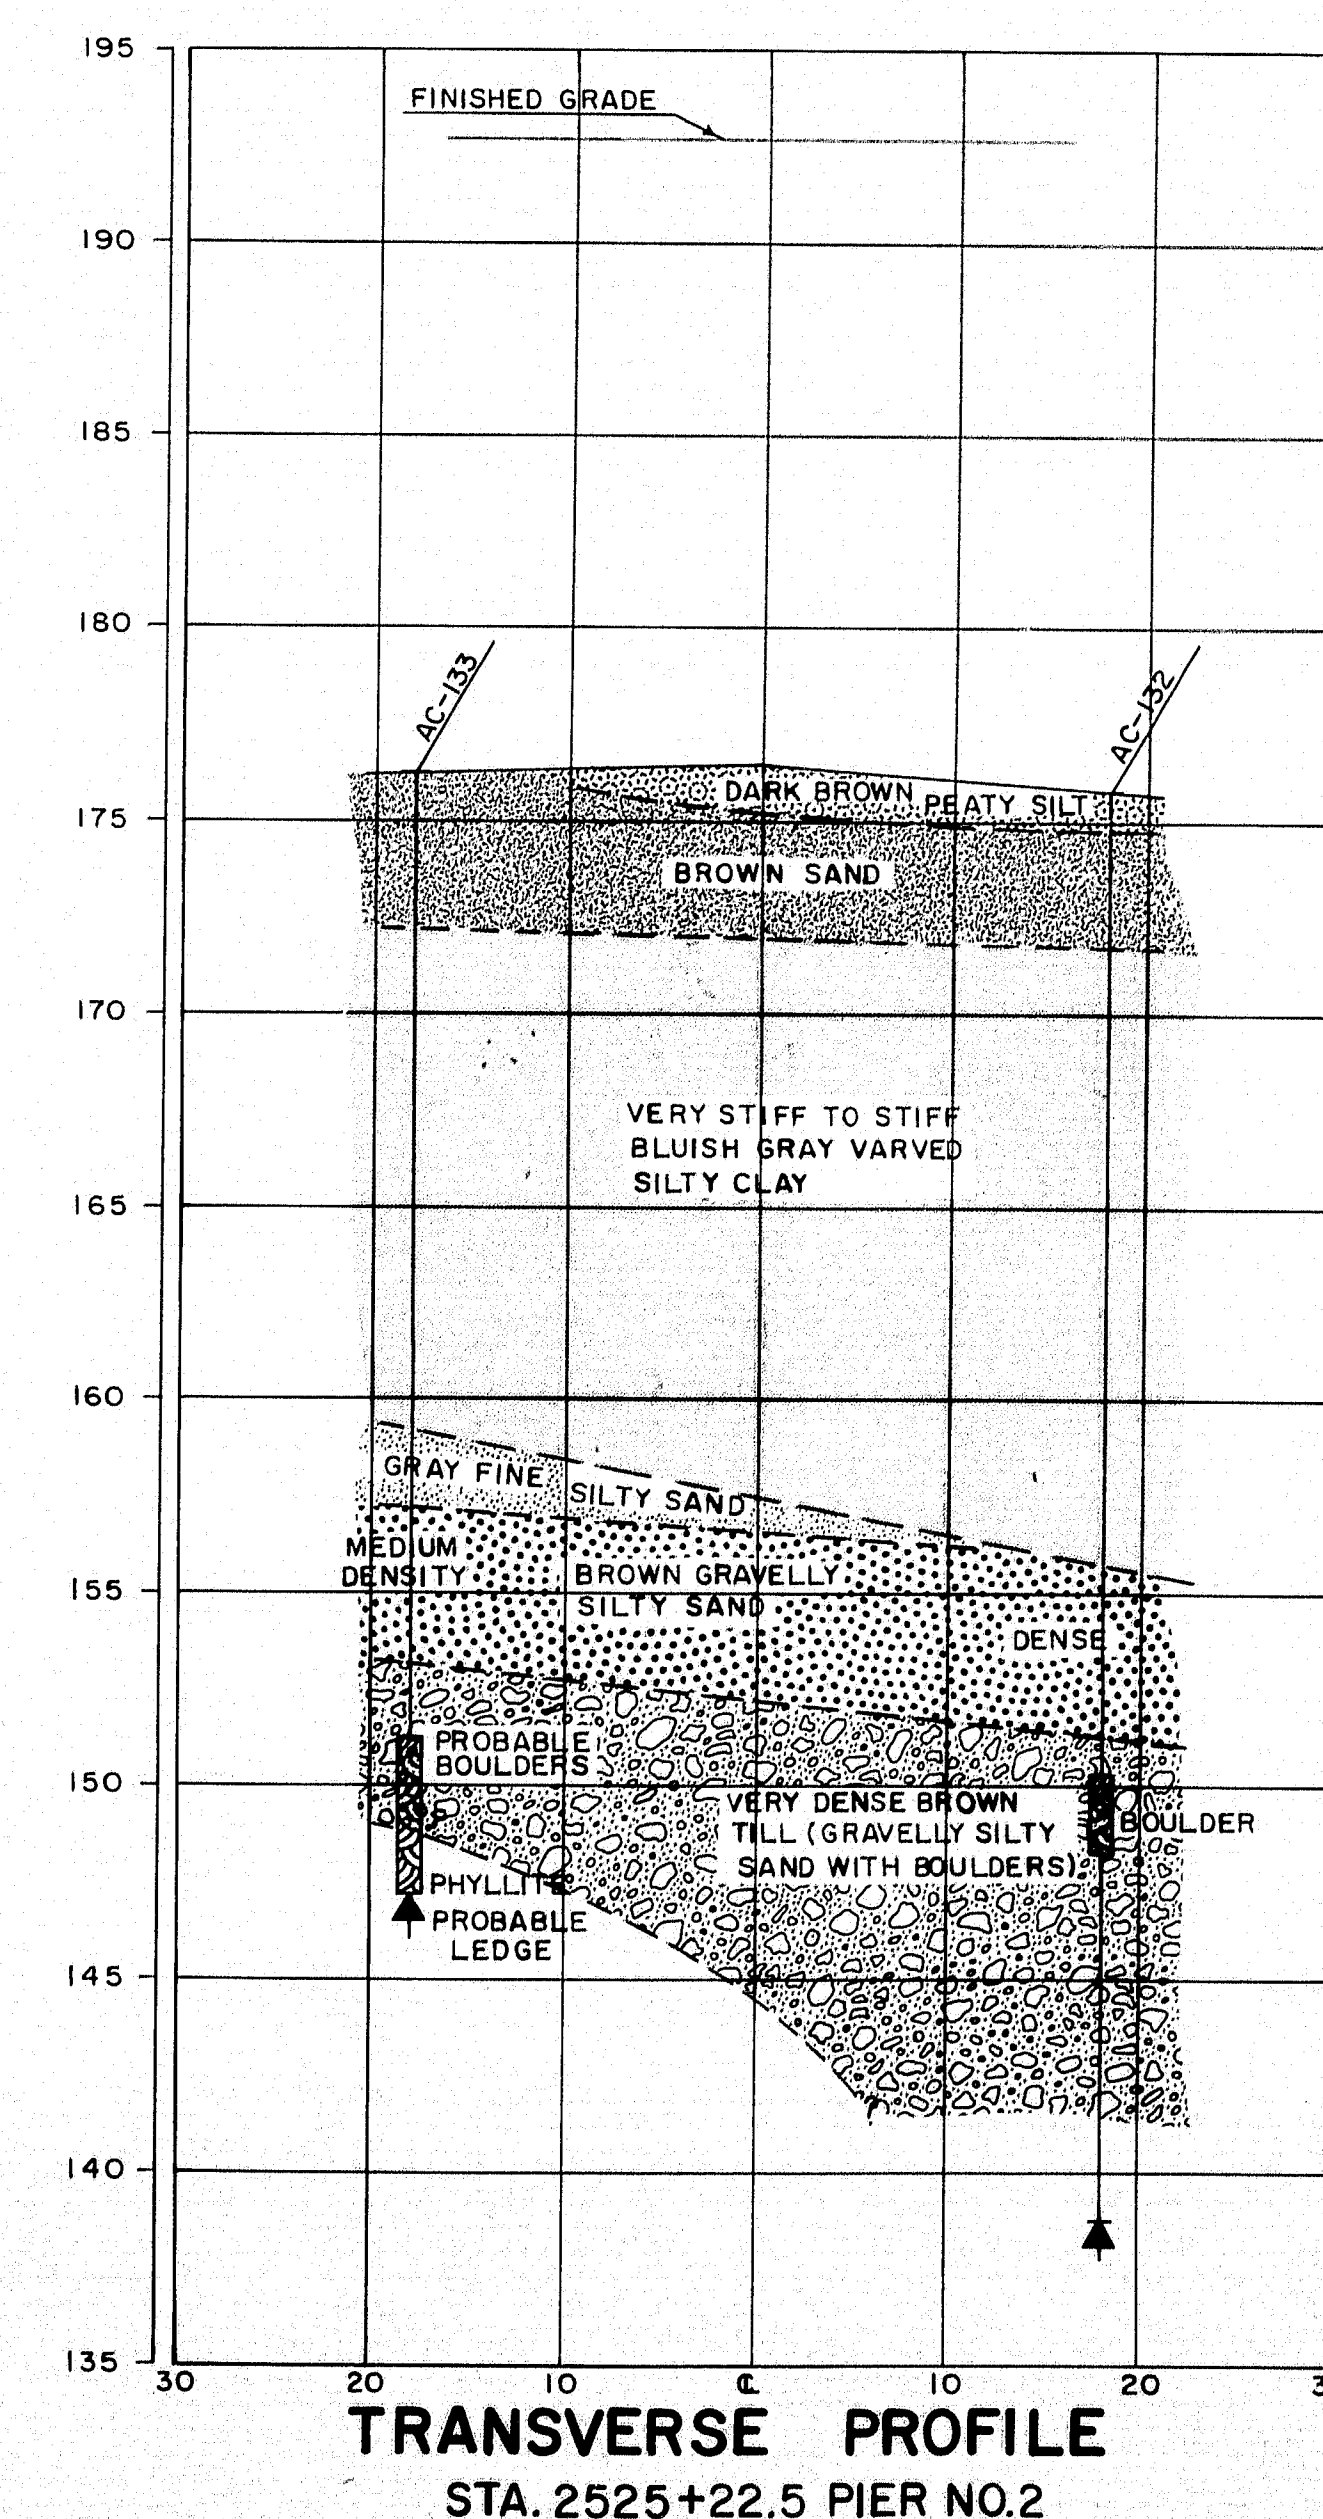 195
FINISHED GRADE
190
185
180
AC-133
AC-132
DARK BROWN PEATY SILT
175
BROWN SAND
170
VERY STIFF TO STIFF
BLUISH GRAY VARVED
SILTY CLAY
165
160
GRAY FINE SILTY SAND
MEDIUM
DENSITY
BROWN GRAVELLY
SILTY SAND
155
DENSE
PROBABLE
BOULDERS
150
VERY DENSE BROWN
TILL (GRAVELLY SILTY
SAND WITH BOULDERS)
BOULDER
PHYLLITE
PROBABLE
LEDGE
145
140
135
30 20 10 ℄ 10 20 3
TRANSVERSE PROFILE
STA. 2525+22.5 PIER NO.2